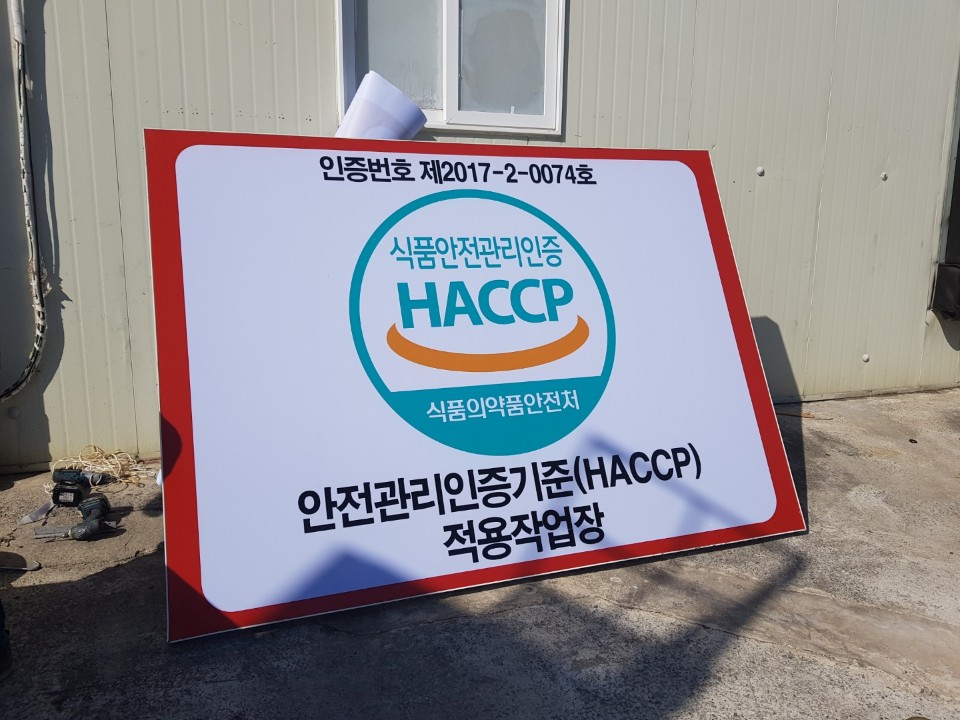 인증번호 제2017-2-0074호
식품안전관리인증
HACCP
식품의약품안전처
안전관리인증기준(HACCP)
적용작업장